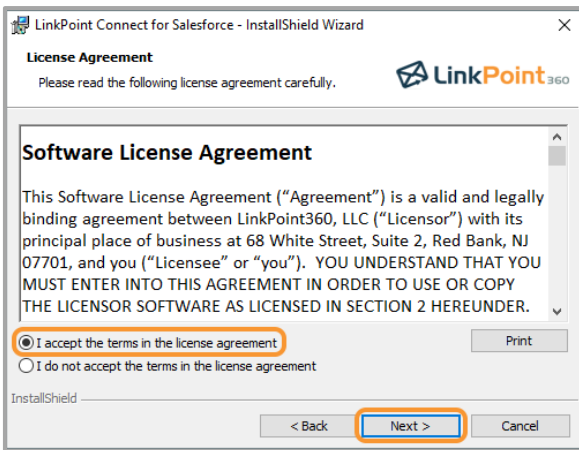 LinkPoint Connect for Salesforce - InstallShield Wizard
License Agreement
Please read the following license agreement carefully.
LinkPoint 360
Software License Agreement
This Software License Agreement (“Agreement”) is a valid and legally
binding agreement between LinkPoint360, LLC (“Licensor”) with its
principal place of business at 68 White Street, Suite 2, Red Bank, NJ
07701, and you (“Licensee” or “you”).  YOU UNDERSTAND THAT YOU
MUST ENTER INTO THIS AGREEMENT IN ORDER TO USE OR COPY
THE LICENSOR SOFTWARE AS LICENSED IN SECTION 2 HEREUNDER.
I accept the terms in the license agreement
Print
I do not accept the terms in the license agreement
InstallShield
< Back
Next >
Cancel